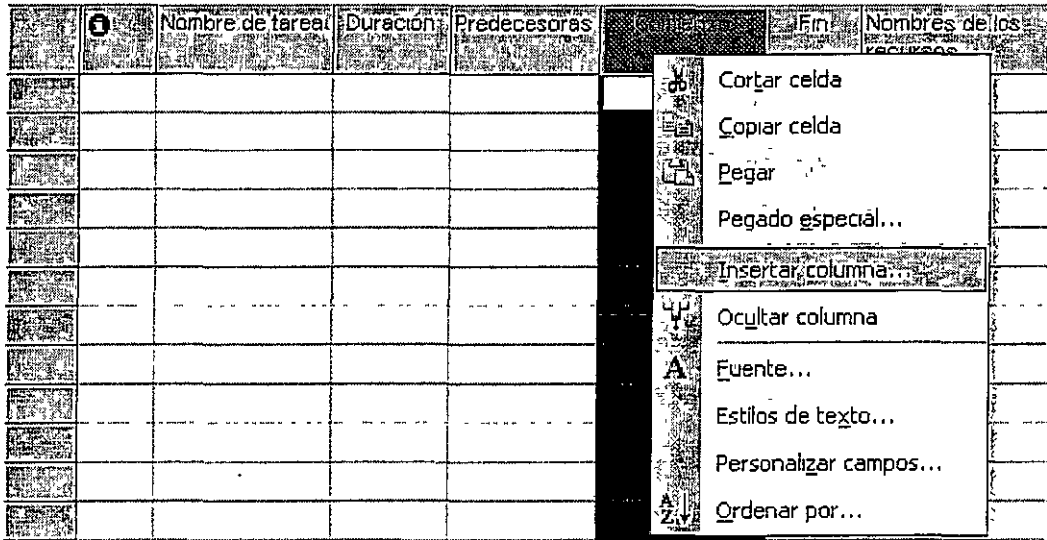 Nombre de tarea
Duración
Predecesoras
Fin
Nombres de los
recursos
Cortar celda
Copiar celda
Pegar
Pegado especial...
Insertar columna...
Ocultar columna
Fuente...
Estilos de texto...
Personalizar campos...
Ordenar por...